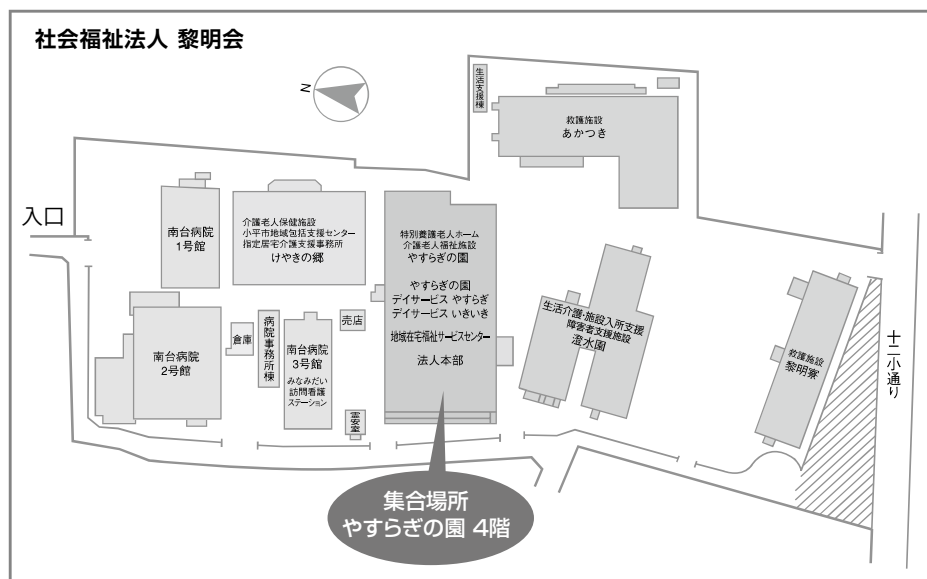 社会福祉法人 黎明会
N
生活支援棟
救護施設
あかつき
入口
南台病院
1号館
介護老人保健施設
小平市地域包括支援センター
指定居宅介護支援事務所
けやきの郷
特別養護老人ホーム
介護老人福祉施設
やすらぎの園
やすらぎの園
デイサービス やすらぎ
デイサービス いきいき
地域在宅福祉サービスセンター
法人本部
南台病院
2号館
倉庫
病院事務所棟
南台病院
3号館
みなみだい
訪問看護
ステーション
売店
霊安室
生活介護・施設入所支援
障害者支援施設
澄水園
救護施設
黎明寮
十二小通り
集合場所
やすらぎの園 4階